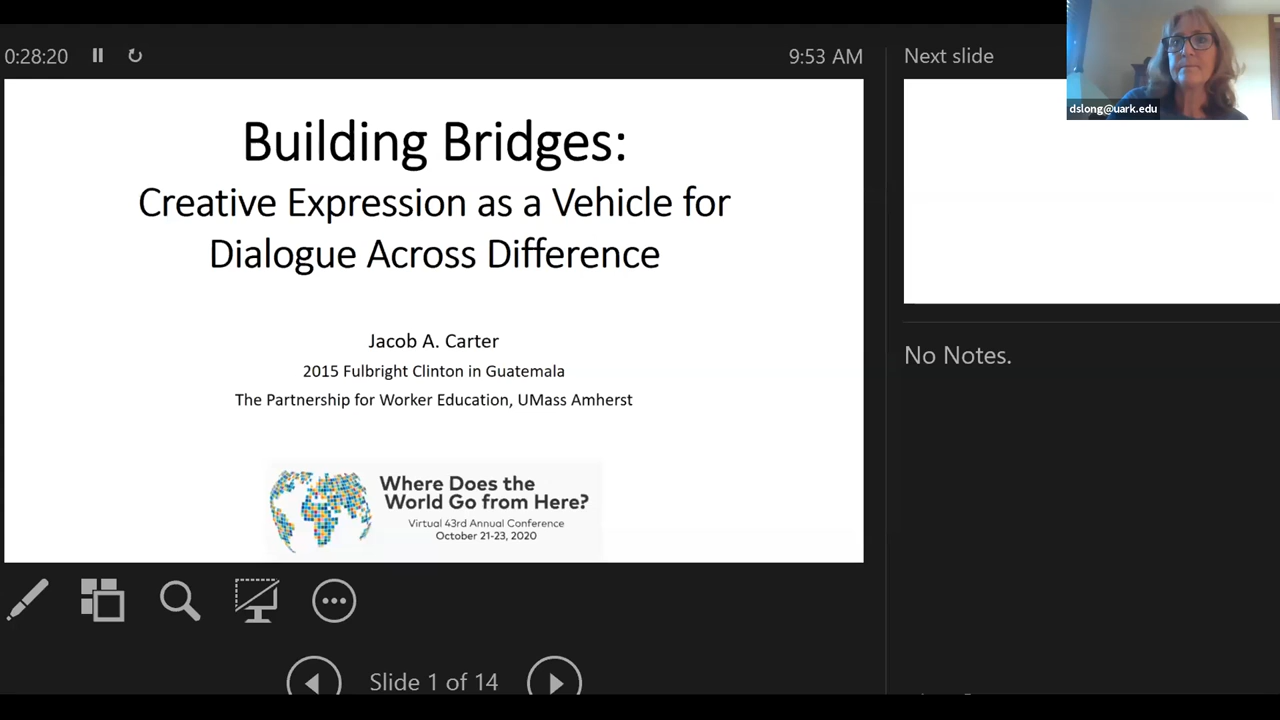 0:28:20
9:53 AM
Next slide
dslong@uark.edu
Building Bridges:
Creative Expression as a Vehicle for
Dialogue Across Difference
Jacob A. Carter
2015 Fulbright Clinton in Guatemala
The Partnership for Worker Education, UMass Amherst
Where Does the
World Go from Here?
Virtual 43rd Annual Conference
October 21-23, 2020
No Notes.
Slide 1 of 14